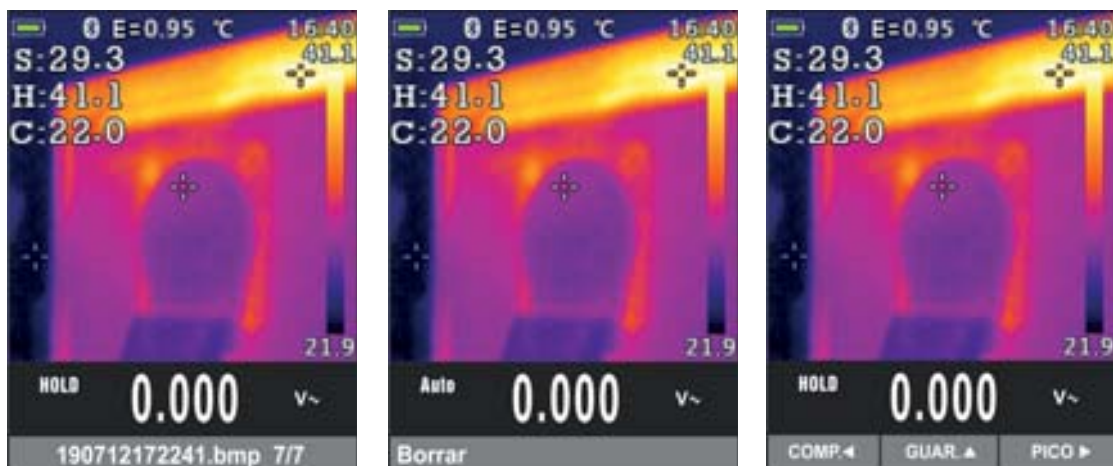 E=0.95 °C 16:40
S:29.3 41.1
H:41.1
C:22.0
21.9
HOLD 0.000 V~
190712172241.bmp 7/7
E=0.95 °C 16:40
S:29.3 41.1
H:41.1
C:22.0
21.9
Auto 0.000 V~
Borrar
E=0.95 °C 16:40
S:29.3 41.1
H:41.1
C:22.0
21.9
HOLD 0.000 V~
COMP.◄ GUAR.▲ PICO ►